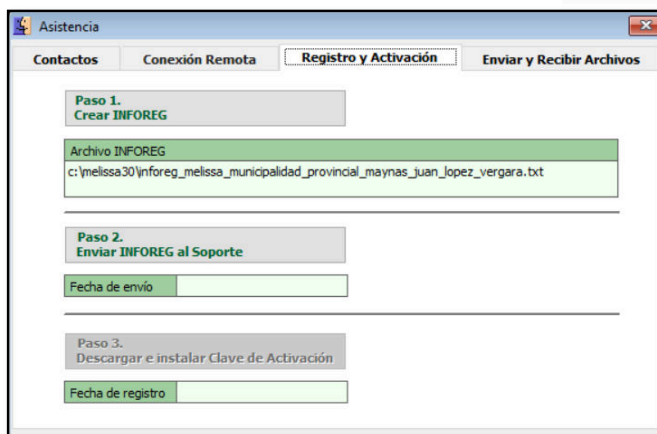 Asistencia
Contactos
Conexión Remota
Registro y Activación
Enviar y Recibir Archivos
Paso 1.
Crear INFOREG
Archivo INFOREG
c:\melissa30\inforeg_melissa_municipalidad_provincial_maynas_juan_lopez_vergara.txt
Paso 2.
Enviar INFOREG al Soporte
Fecha de envío
Paso 3.
Descargar e instalar Clave de Activación
Fecha de registro